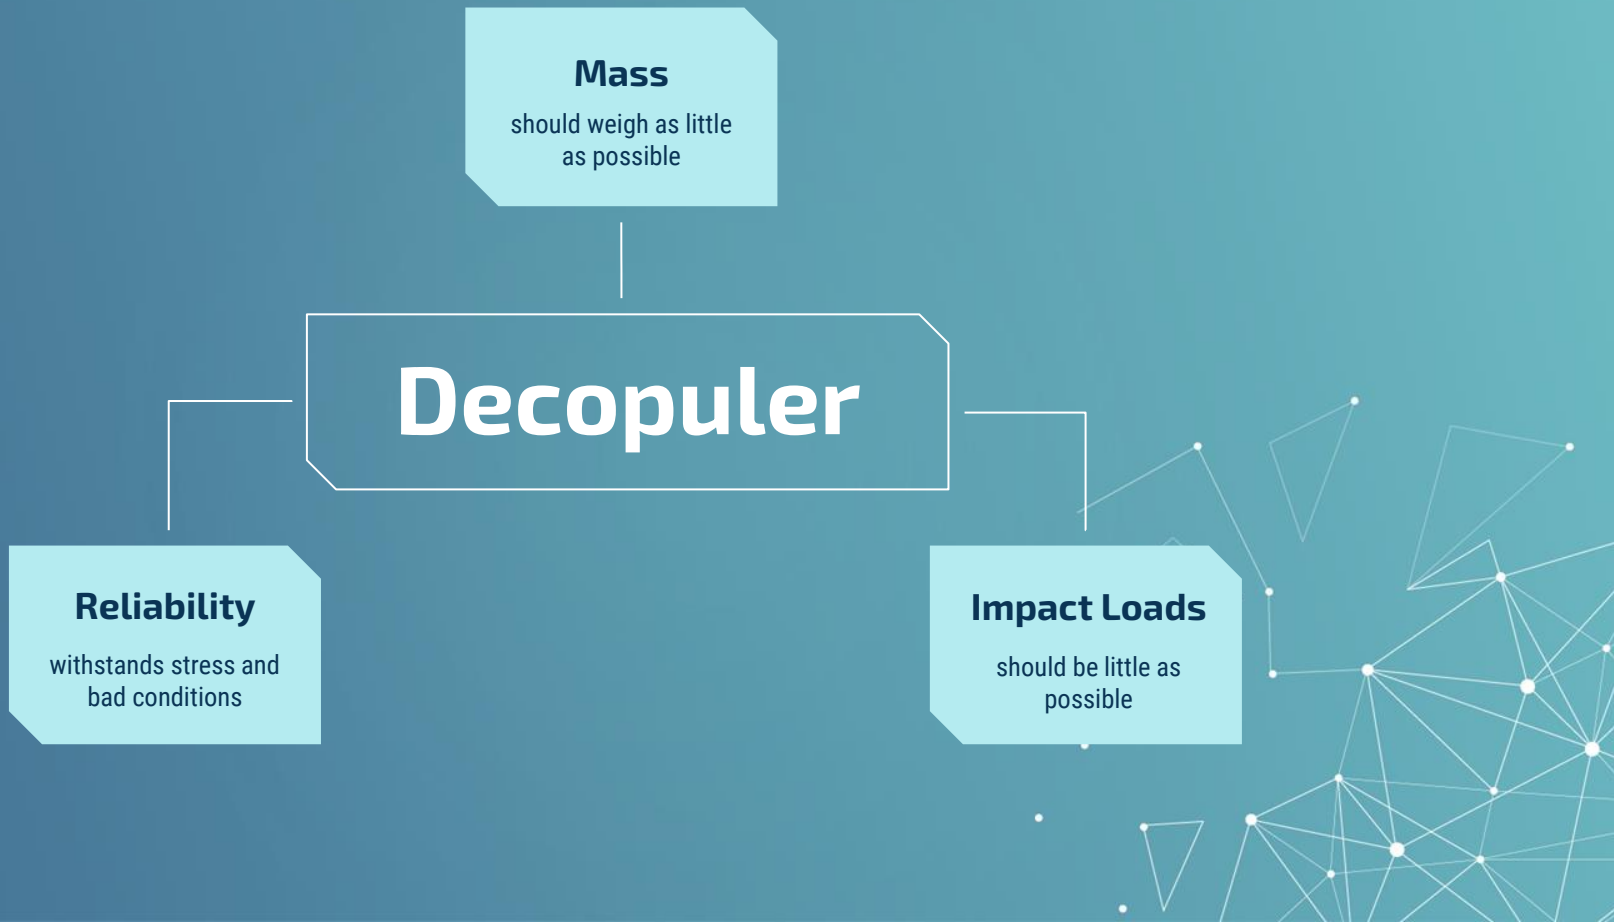 Mass
should weigh as little
as possible
Decopuler
Reliability
withstands stress and
bad conditions
Impact Loads
should be little as
possible